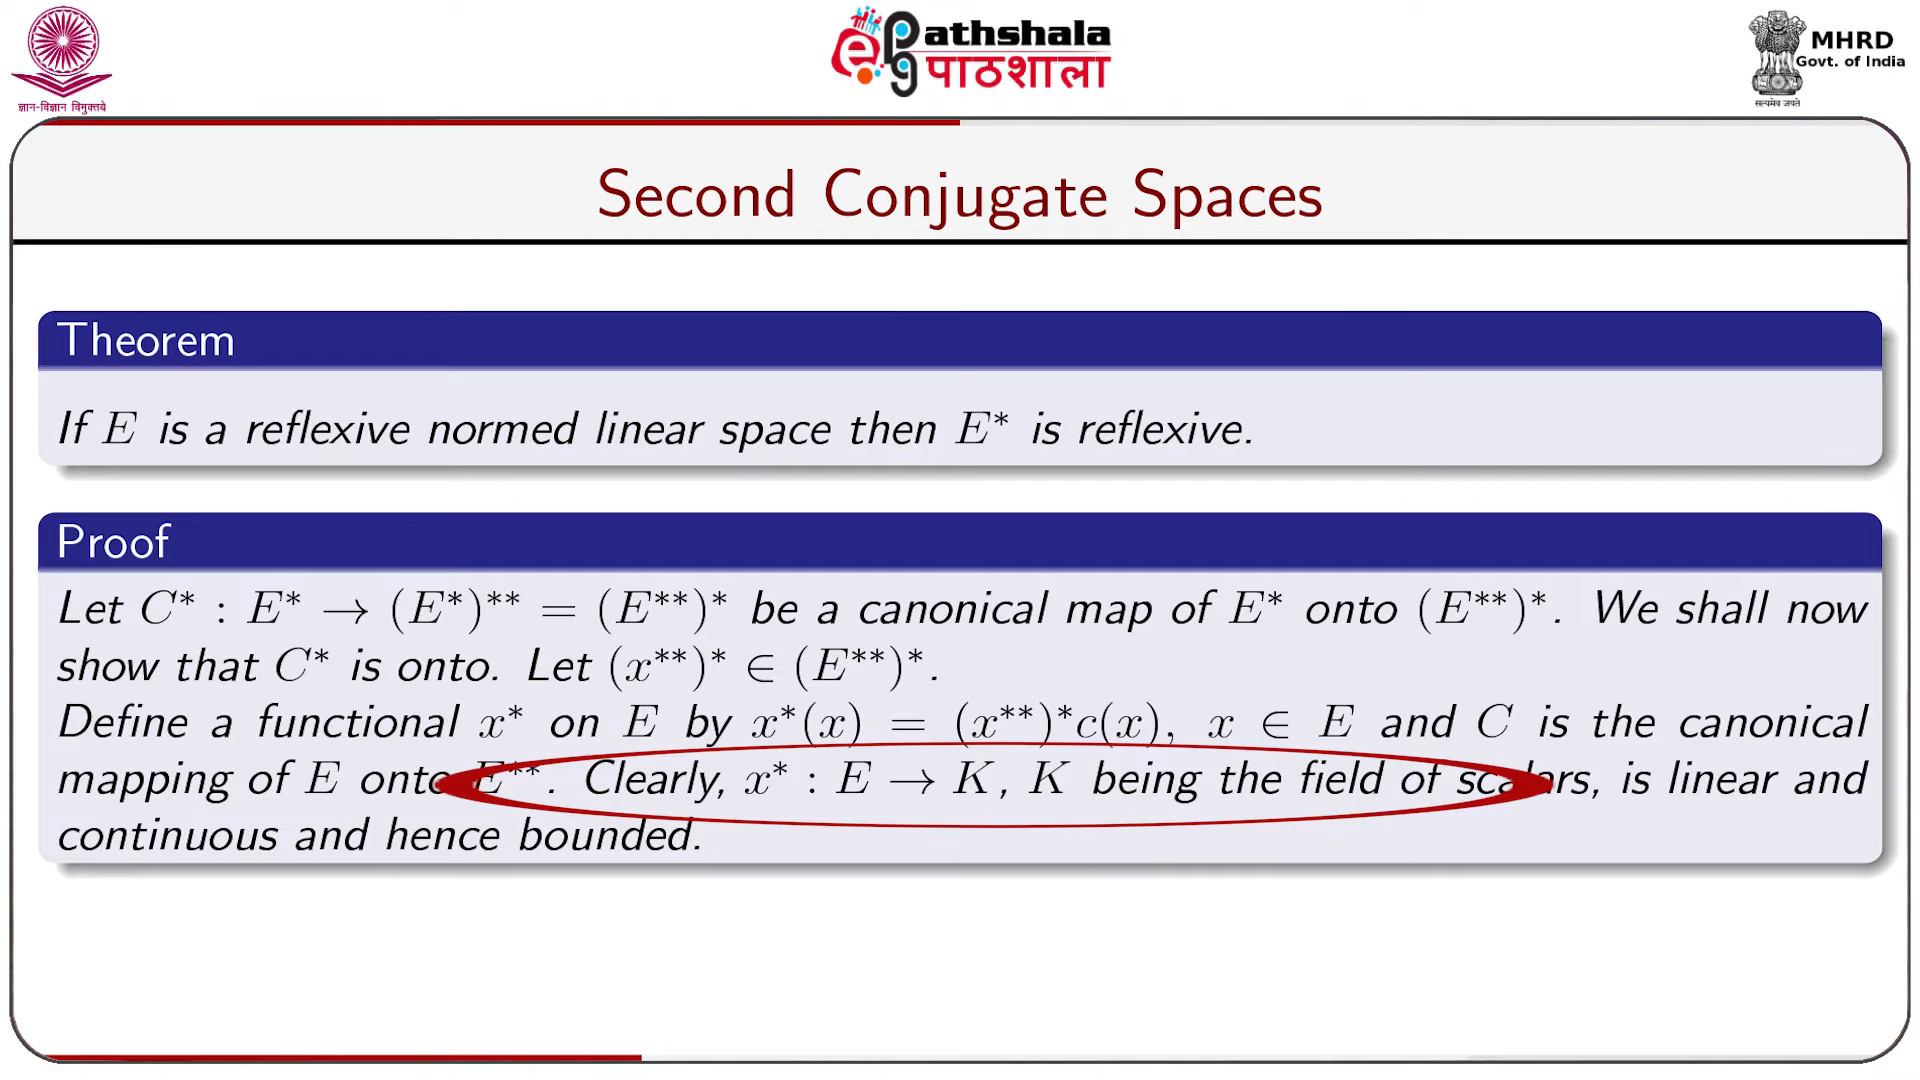 ज्ञान-विज्ञान विमुक्तये
ePG Pathshala
पाठशाला
MHRD
Govt. of India
सत्यमेव जयते
Second Conjugate Spaces
Theorem
If E is a reflexive normed linear space then E* is reflexive.
Proof
Let C* : E* → (E*)** = (E**)* be a canonical map of E* onto (E**)*. We shall now
show that C* is onto. Let (x**)* ∈ (E**)*.
Define a functional x* on E by x*(x) = (x**)*c(x), x ∈ E and C is the canonical
mapping of E onto E**. Clearly, x* : E → K, K being the field of scalars, is linear and
continuous and hence bounded.